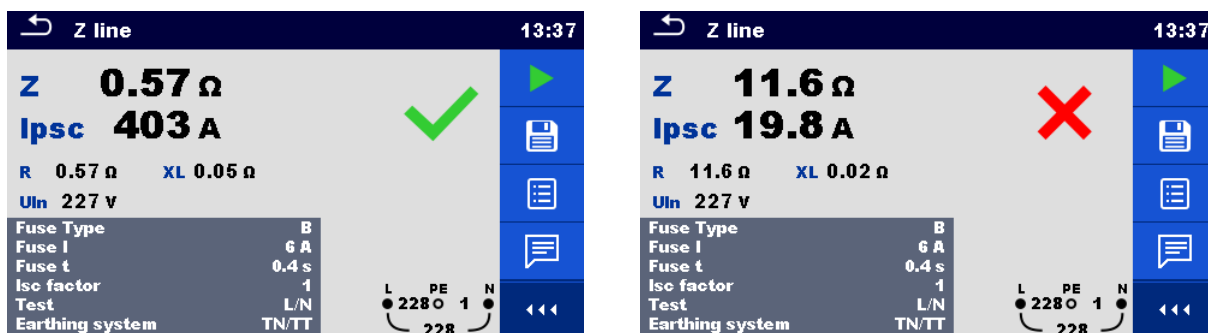 Z line 13:37
Z 0.57 Ω
Ipsc 403 A
R 0.57 Ω XL 0.05 Ω
Uln 227 V
Fuse Type B
Fuse I 6 A
Fuse t 0.4 s
Isc factor 1
Test L/N
Earthing system TN/TT
L PE N
228 1
228
Z line 13:37
Z 11.6 Ω
Ipsc 19.8 A
R 11.6 Ω XL 0.02 Ω
Uln 227 V
Fuse Type B
Fuse I 6 A
Fuse t 0.4 s
Isc factor 1
Test L/N
Earthing system TN/TT
L PE N
228 1
228